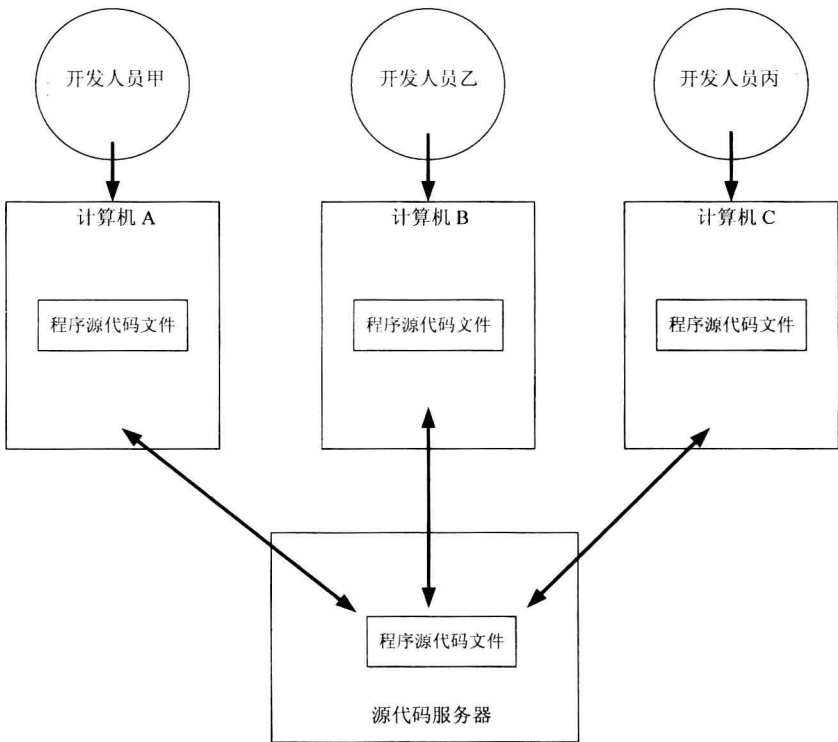 开发人员甲
开发人员乙
开发人员丙
计算机 A
计算机 B
计算机 C
程序源代码文件
程序源代码文件
程序源代码文件
程序源代码文件
源代码服务器